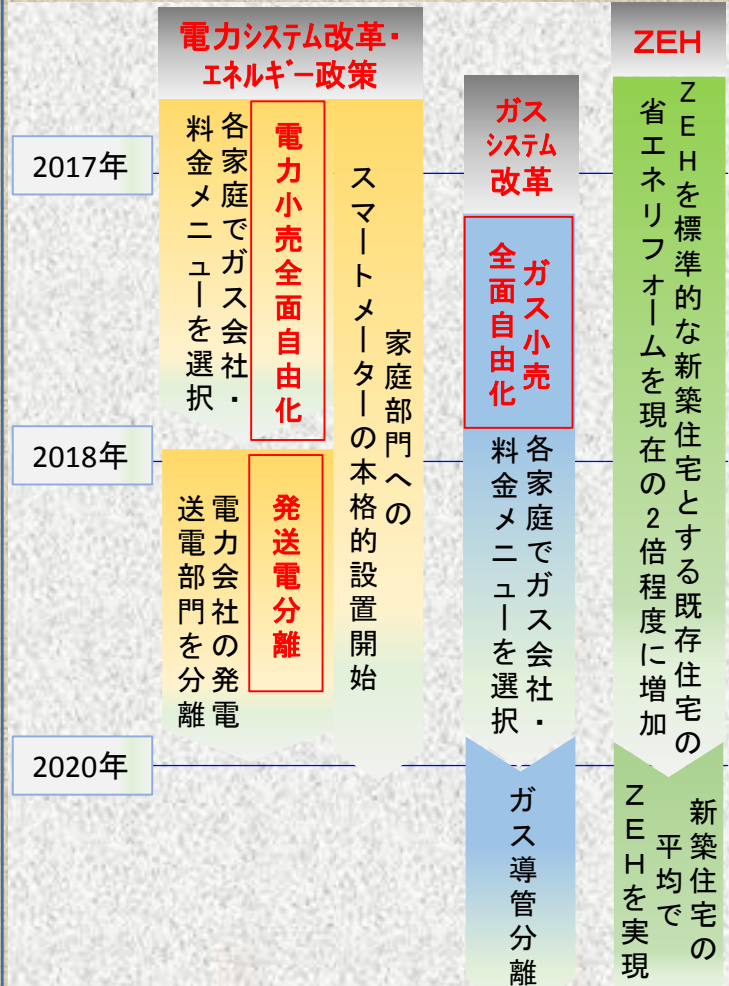 電力システム改革・
エネルギー政策
2017年
2018年
2020年
電力小売全面自由化
各家庭でガス会社・
料金メニューを選択
発送電分離
電力会社の発電
送電部門を分離
家庭部門への
スマートメーターの本格的設置開始
ガス
システム
改革
ガス小売
全面自由化
各家庭でガス会社・
料金メニューを選択
ガス導管分離
ZEH
ZEHを標準的な新築住宅とする既存住宅の
省エネリフォームを現在の2倍程度に増加
新築住宅の
平均で
ZEHを実現